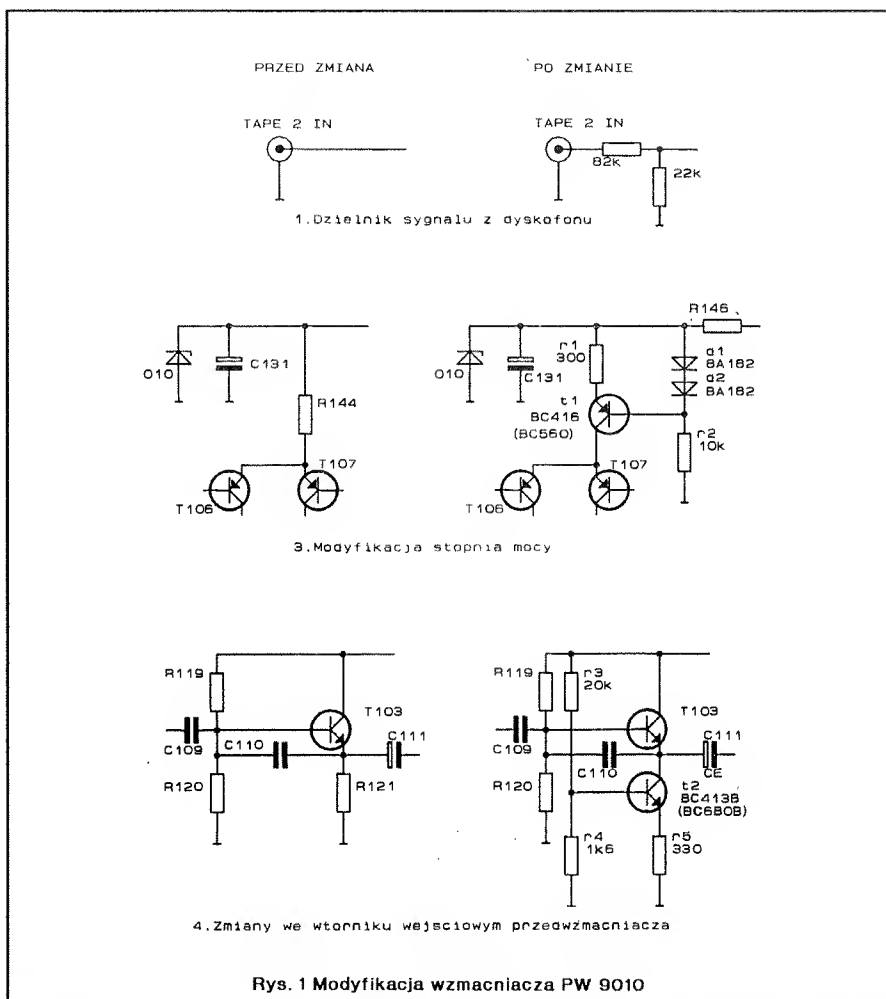 PRZED ZMIANA
PO ZMIANIE
TAPE 2 IN
TAPE 2 IN
82k
22k
1.Dzielnik sygnalu z dyskofonu
O10
C131
R144
T107
T106
O10
C131
r1
300
t1
BC416
(BC560)
R146
d1
BA182
d2
BA182
r2
10k
T107
T106
3.Modyfikacja stopnia mocy
R119
T103
C109
C110
C111
R120
R121
R119
r3
20k
T103
C109
C111
C110
CE
R120
t2
BC413B
(BC680B)
r4
1k6
r5
330
4.Zmiany we wtorniku wejsciowym przedwzmacniacza
Rys. 1 Modyfikacja wzmacniacza PW 9010